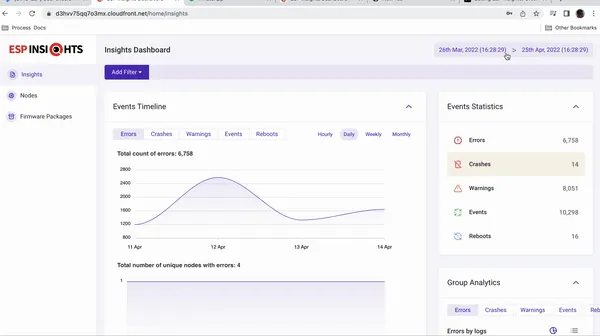 d3hvv75qq7o3mx.cloudfront.net/home/insights
Process Docs
Other Bookmarks
ESP INSIGHTS
Insights Dashboard
26th Mar, 2022 (16:28:29) > 25th Apr, 2022 (16:28:29)
Add Filter
Insights
Nodes
Firmware Packages
Events Timeline
Errors Crashes Warnings Events Reboots
Hourly Daily Weekly Monthly
Total count of errors: 6,758
2800
2400
2000
1600
1200
800
11 Apr 12 Apr 13 Apr 14 Apr
Total number of unique nodes with errors: 4
1
Events Statistics
Errors 6,758
Crashes 14
Warnings 8,051
Events 10,298
Reboots 16
Group Analytics
Errors Crashes Warnings Events Reb
Errors by logs